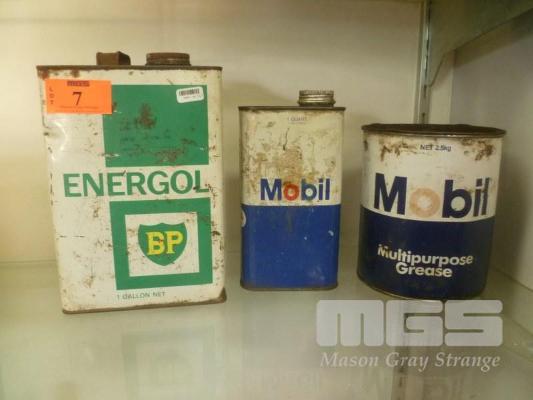 MGS
LOT
7
ENERGOL
BP
1 GALLON NET
1 QUART
Mobil
NET 2.5kg
Mobil
Multipurpose
Grease
MGS
Mason Gray Strange